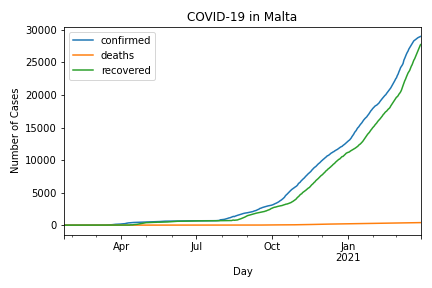 COVID-19 in Malta
confirmed
deaths
recovered
Number of Cases
30000
25000
20000
15000
10000
5000
0
Apr
Jul
Oct
Jan
2021
Day